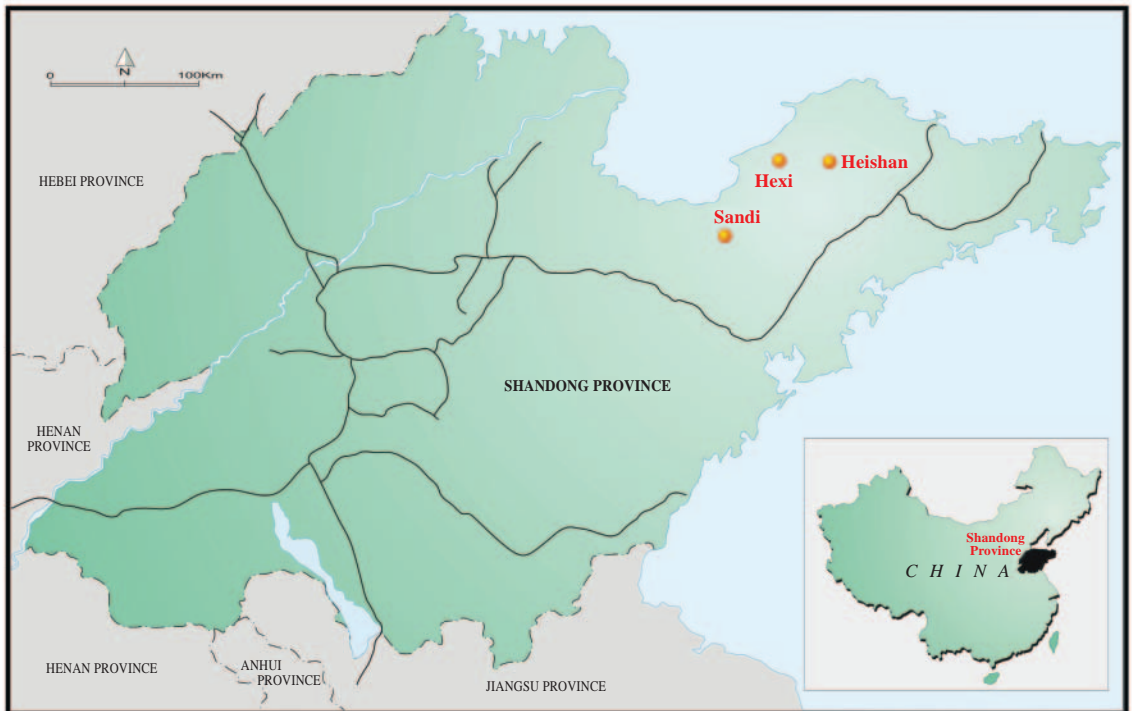 N
0 100Km
HEBEI PROVINCE
Hexi
Heishan
Sandi
SHANDONG PROVINCE
HENAN
PROVINCE
Shandong
Province
C H I N A
HENAN PROVINCE
ANHUI
PROVINCE
JIANGSU PROVINCE